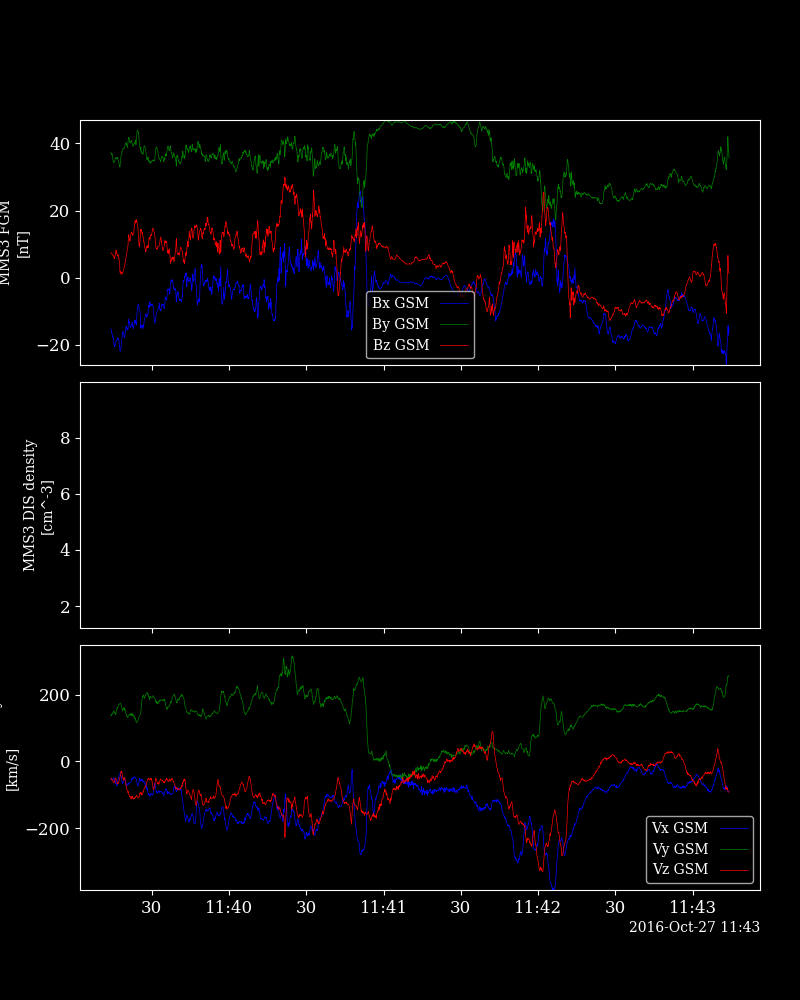 MMS3 FGM
[nT]
40
20
0
−20
Bx GSM
By GSM
Bz GSM
MMS3 DIS density
[cm^-3]
8
6
4
2
[km/s]
200
0
−200
Vx GSM
Vy GSM
Vz GSM
30
11:40
30
11:41
30
11:42
30
11:43
2016-Oct-27 11:43